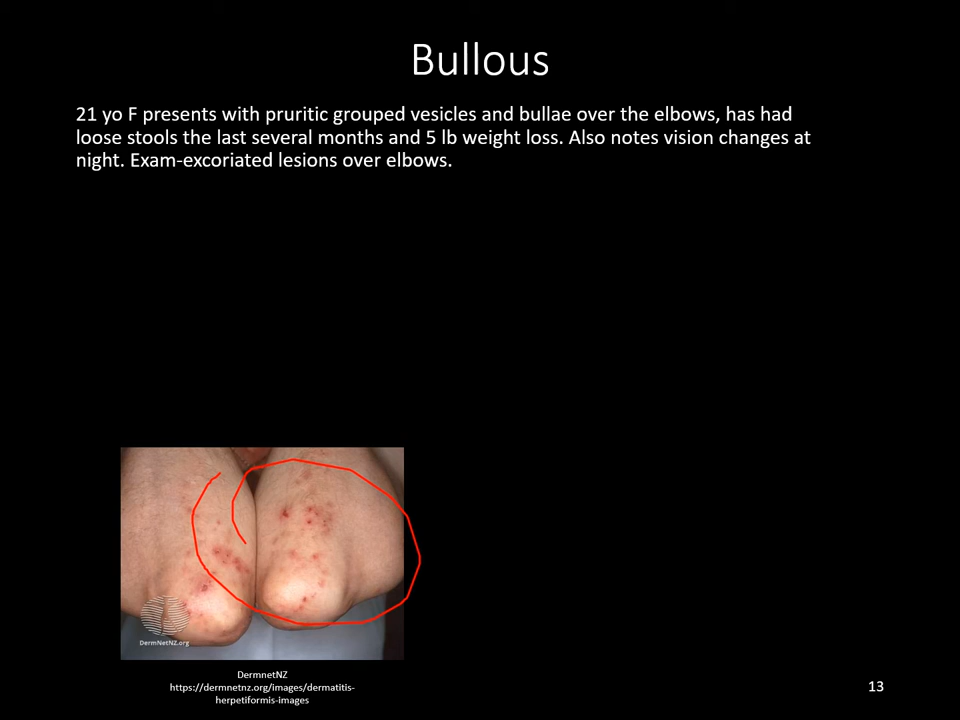 Bullous
21 yo F presents with pruritic grouped vesicles and bullae over the elbows, has had
loose stools the last several months and 5 lb weight loss. Also notes vision changes at
night. Exam-excoriated lesions over elbows.
DermNetNZ.org
DermnetNZ
https://dermnetnz.org/images/dermatitis-
herpetiformis-images
13